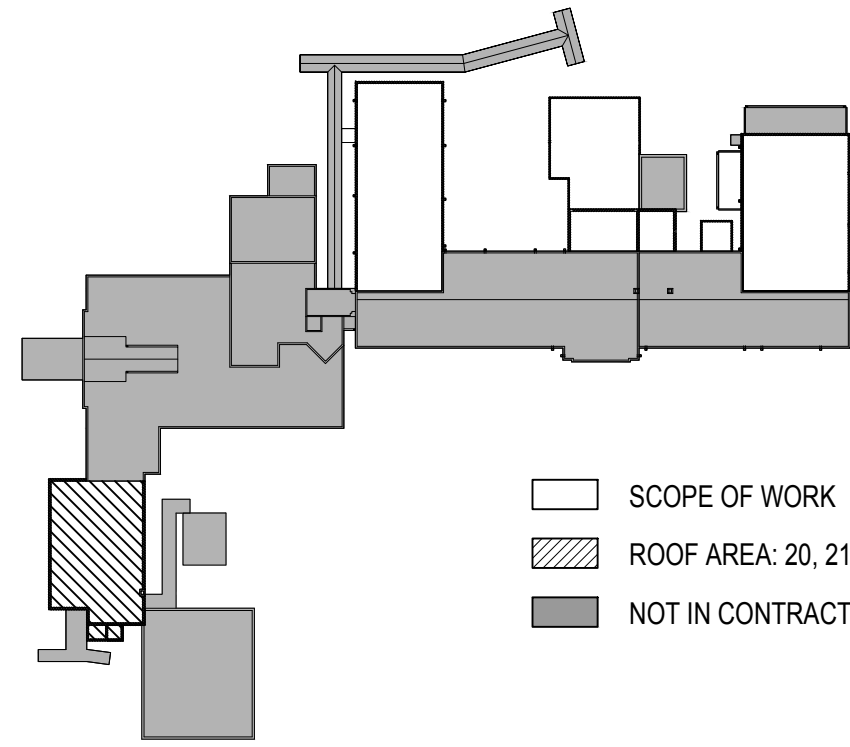 SCOPE OF WORK
ROOF AREA: 20, 21
NOT IN CONTRACT